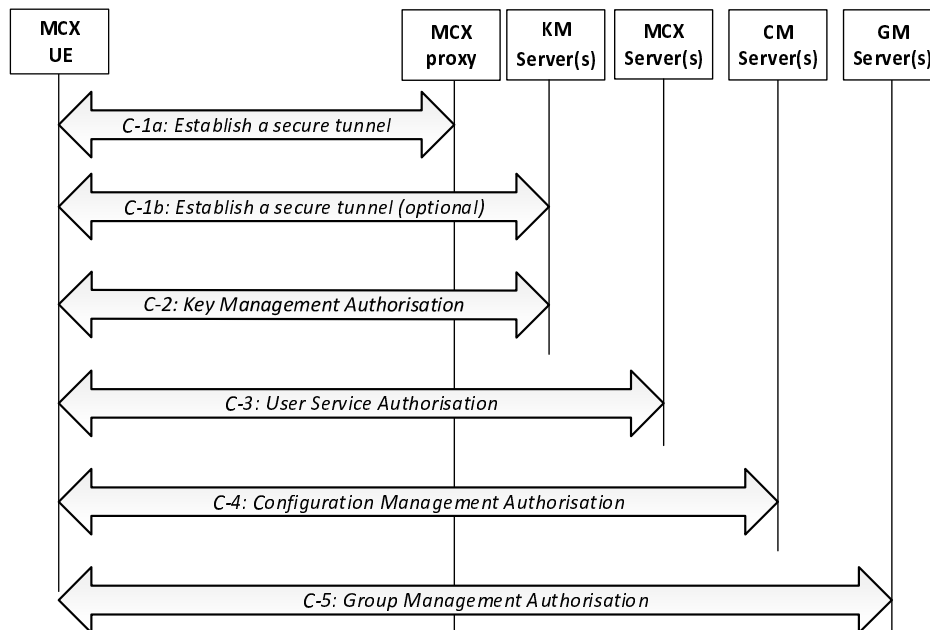 MCX
UE
MCX
proxy
KM
Server(s)
MCX
Server(s)
CM
Server(s)
GM
Server(s)
C-1a: Establish a secure tunnel
C-1b: Establish a secure tunnel (optional)
C-2: Key Management Authorisation
C-3: User Service Authorisation
C-4: Configuration Management Authorisation
C-5: Group Management Authorisation